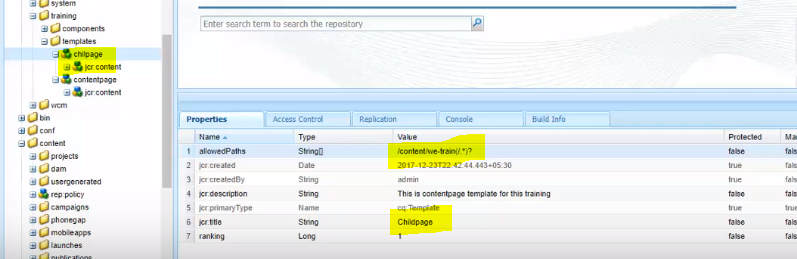 system
training
components
templates
chilpage
jcr:content
contentpage
jcr:content
wcm
bin
conf
content
projects
dam
usergenerated
rep:policy
campaigns
phonegap
mobileapps
launches
publications
Enter search term to search the repository
Properties Access Control Replication Console Build Info
Name Type Value Protected Man
1 allowedPaths String[] /content/we-train(/.*)? false fals
2 jcr:created Date 2017-12-23T22:42:44.443+05:30 true fals
3 jcr:createdBy String admin true fals
4 jcr:description String This is contentpage template for this training false fals
5 jcr:primaryType Name cq:Template true true
6 jcr:title String Childpage false fals
7 ranking Long 1 false fals